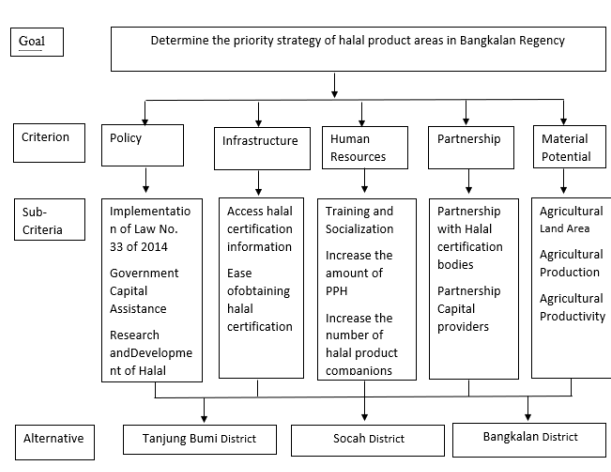 Goal
Determine the priority strategy of halal product areas in Bangkalan Regency
Criterion
Policy
Infrastructure
Human
Resources
Partnership
Material
Potential
Sub-
Criteria
Implementatio
n of Law No.
33 of 2014
Government
Capital
Assistance
Research
andDevelopme
nt of Halal
Access halal
certification
information
Ease
ofobtaining
halal
certification
Training and
Socialization
Increase the
amount of
PPH
Increase the
number of
halal product
companions
Partnership
with Halal
certification
bodies
Partnership
Capital
providers
Agricultural
Land Area
Agricultural
Production
Agricultural
Productivity
Alternative
Tanjung Bumi District
Socah District
Bangkalan District